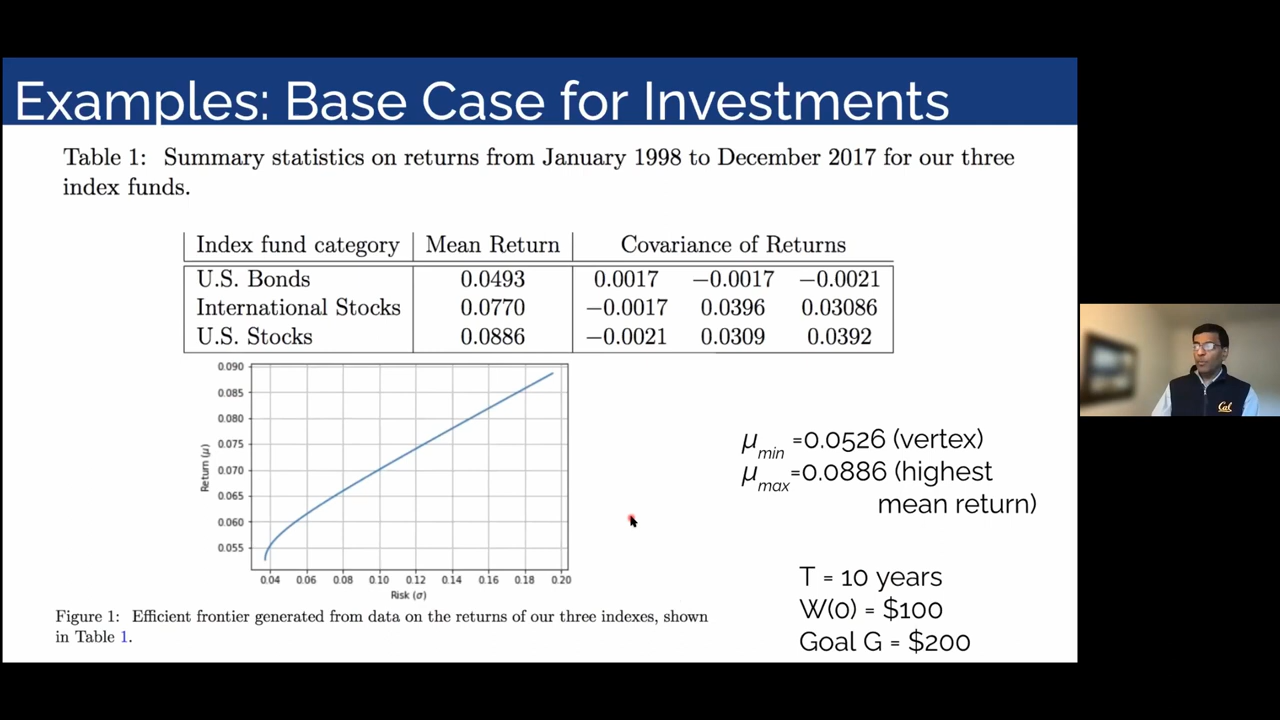 Examples: Base Case for Investments
Table 1: Summary statistics on returns from January 1998 to December 2017 for our three
index funds.
Index fund category Mean Return Covariance of Returns
U.S. Bonds 0.0493 0.0017 −0.0017 −0.0021
International Stocks 0.0770 −0.0017 0.0396 0.03086
U.S. Stocks 0.0886 −0.0021 0.0309 0.0392
0.090
0.085
0.080
0.075
0.070
0.065
0.060
0.055
Return (μ)
0.04 0.06 0.08 0.10 0.12 0.14 0.16 0.18 0.20
Risk (σ)
Figure 1: Efficient frontier generated from data on the returns of our three indexes, shown
in Table 1.
μmin =0.0526 (vertex)
μmax=0.0886 (highest
mean return)
T = 10 years
W(0) = $100
Goal G = $200
Cal